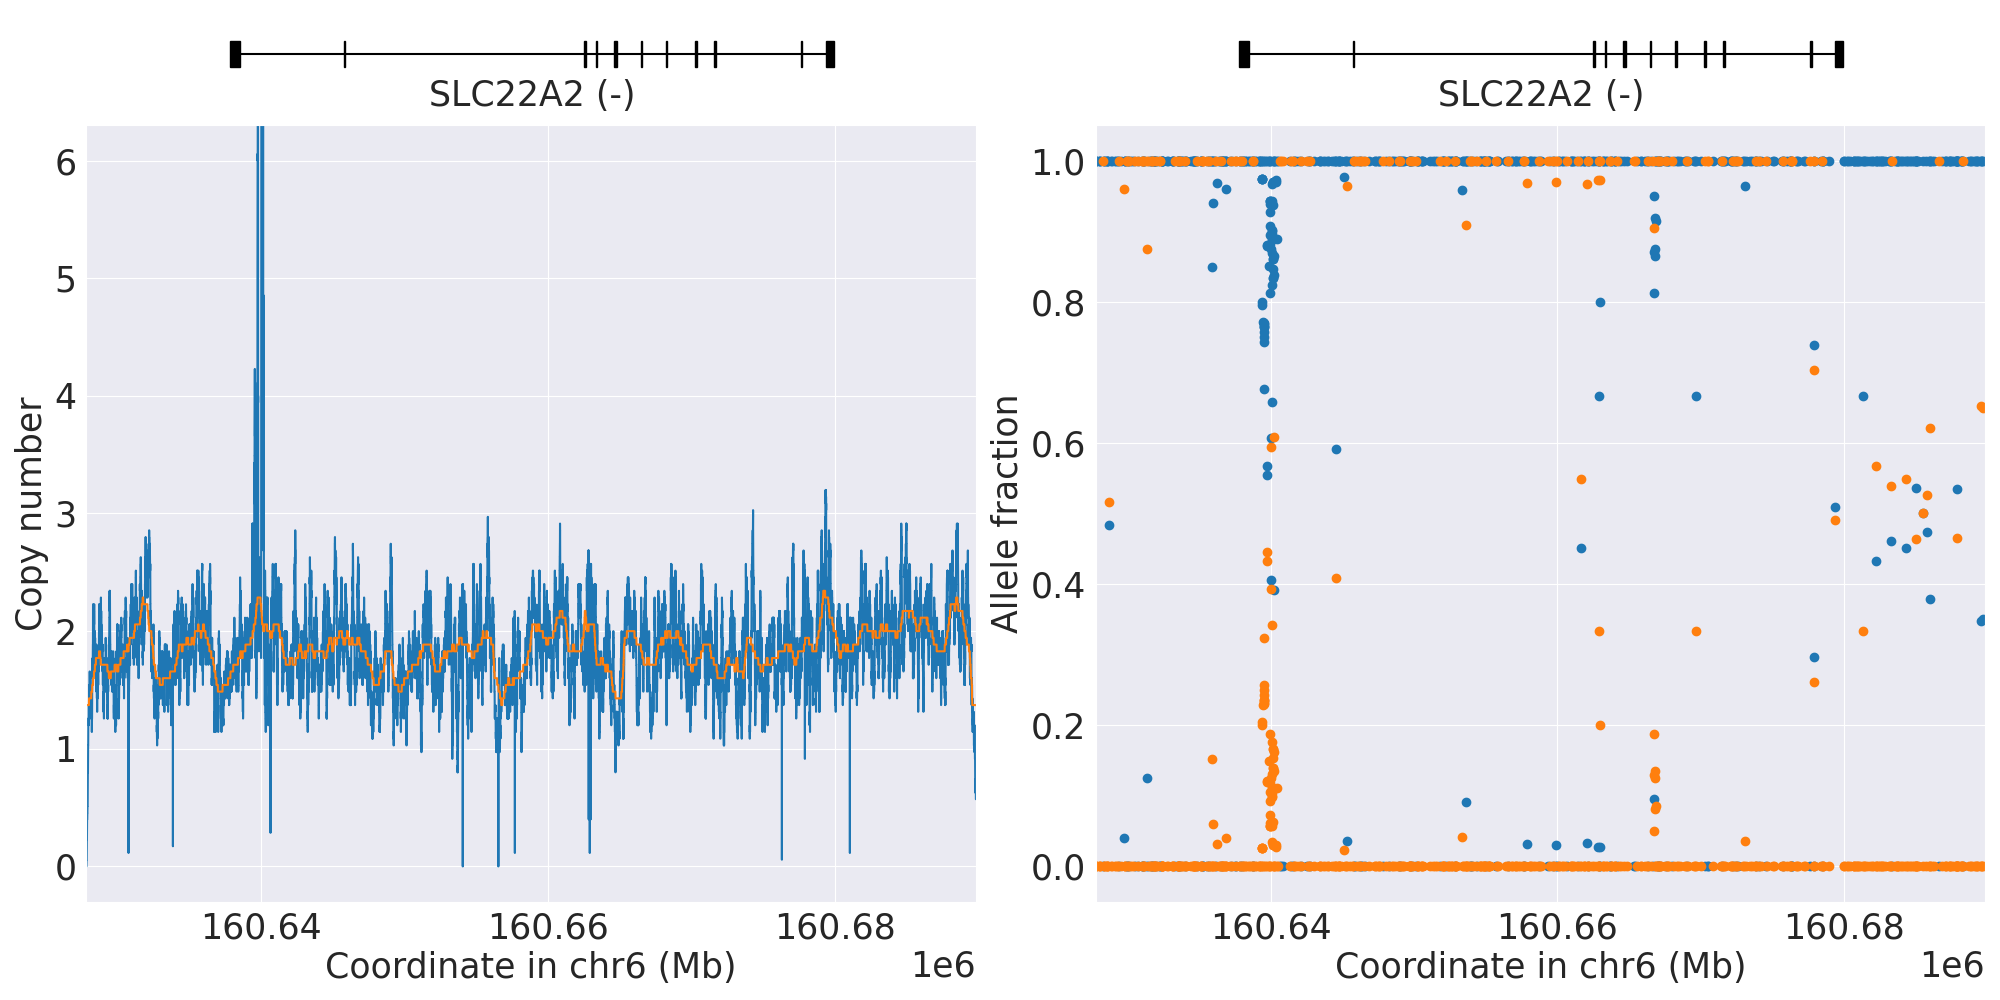 SLC22A2 (-)
Copy number
6
5
4
3
2
1
0
160.64
160.66
160.68
Coordinate in chr6 (Mb)
1e6
SLC22A2 (-)
Allele fraction
1.0
0.8
0.6
0.4
0.2
0.0
160.64
160.66
160.68
Coordinate in chr6 (Mb)
1e6